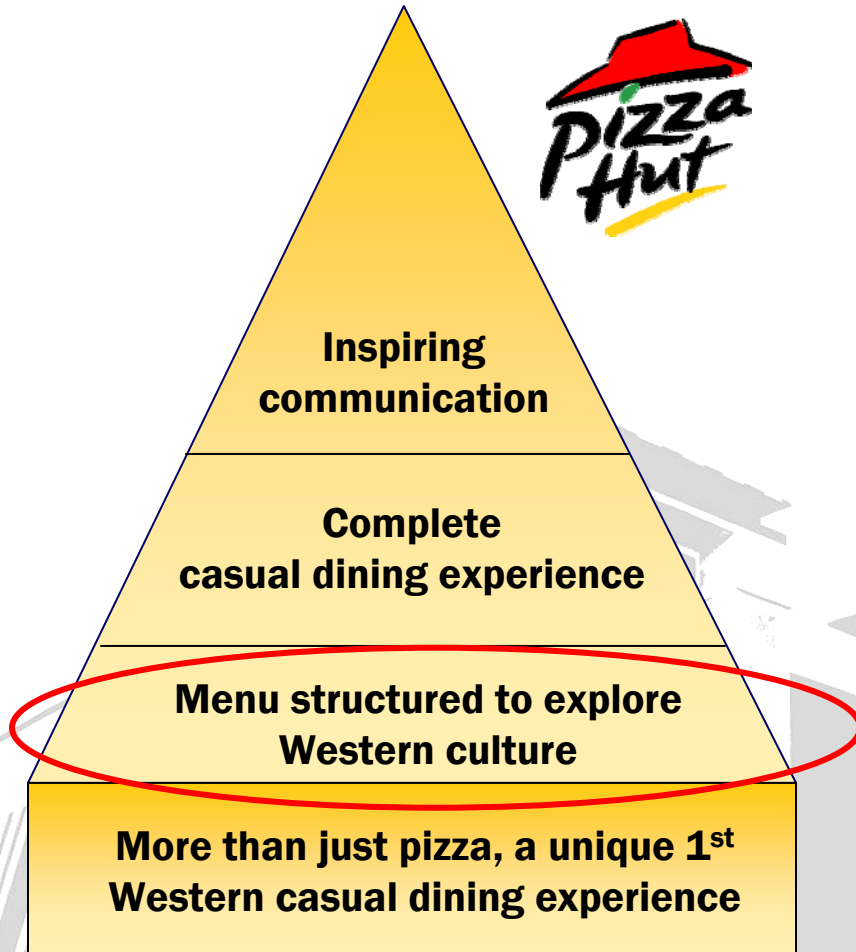 Pizza
Hut
Inspiring
communication
Complete
casual dining experience
Menu structured to explore
Western culture
More than just pizza, a unique 1st
Western casual dining experience